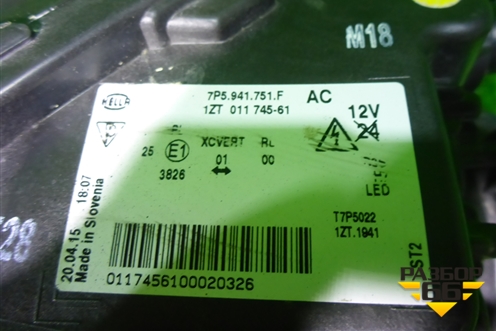 M18
HELLA
7P5.941.751.F AC
1ZT 011 745-61
12V
24
XCVERT RL
25 E1 01 00
3826
LED
T7P5022
1ZT.1941
20.04.15 18:07
Made in Slovenia
ST2
28
0117456100020326
РАЗБОР
66